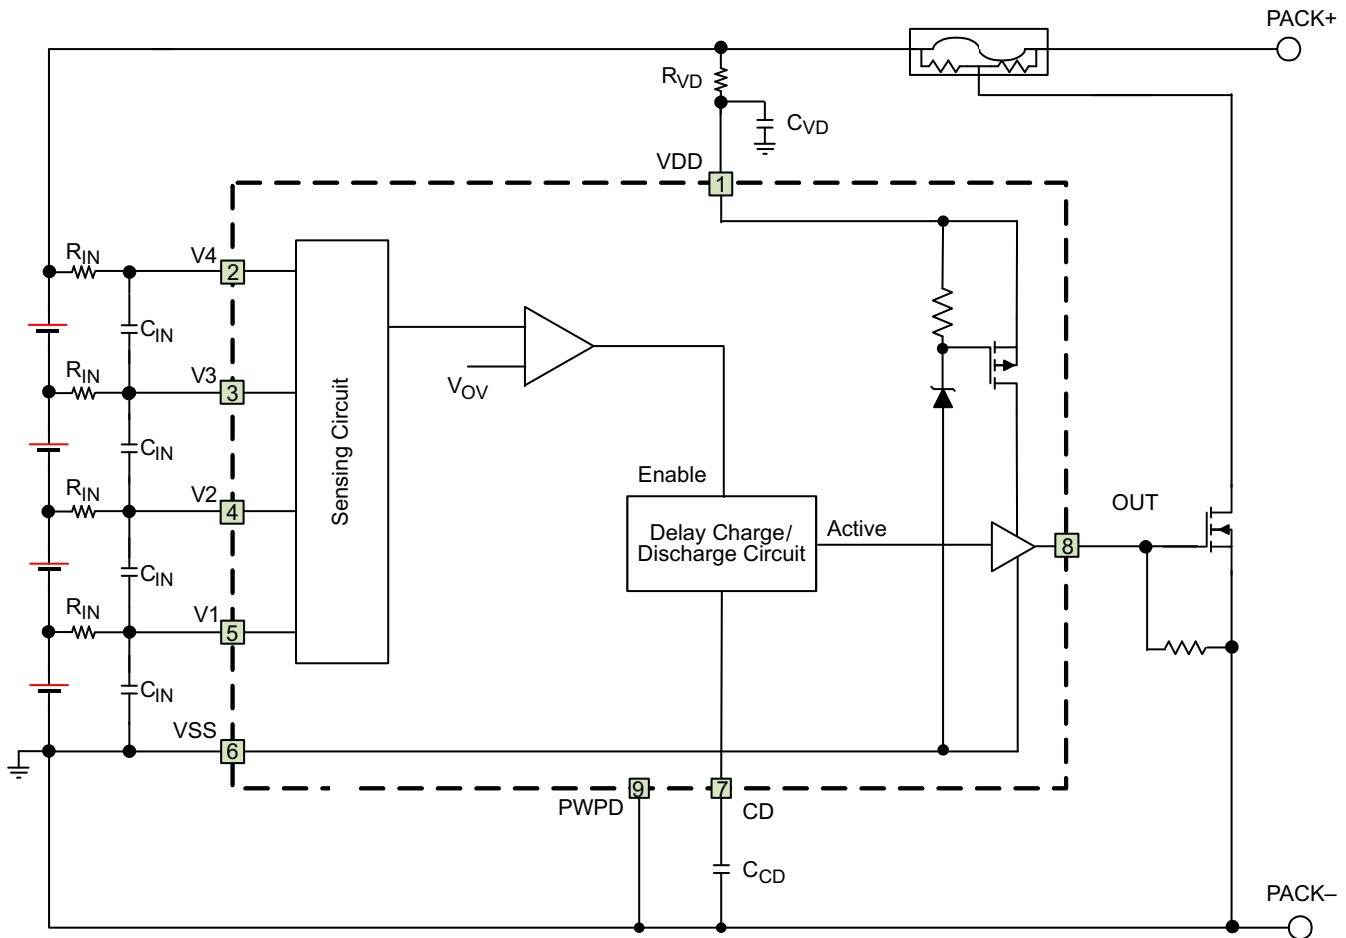 PACK+
RVD
CVD
VDD
1
RIN
V4
2
CIN
RIN
V3
3
VOV
CIN
Sensing Circuit
Enable
RIN
V2
4
OUT
Delay Charge/
Discharge Circuit
Active
8
CIN
RIN
V1
5
CIN
VSS
6
PWPD
9
7
CD
CCD
PACK–